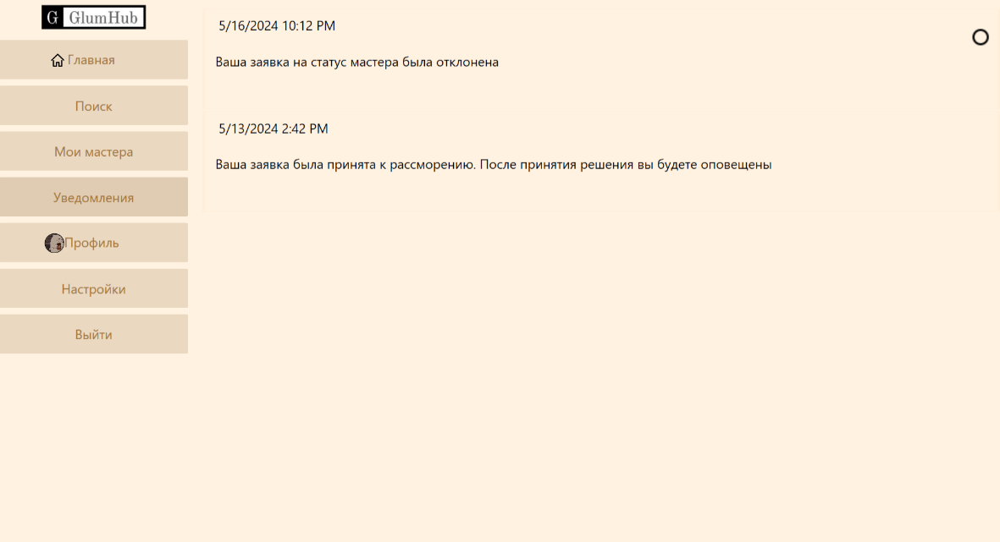 G GlumHub
Главная
Поиск
Мои мастера
Уведомления
Профиль
Настройки
Выйти
5/16/2024 10:12 PM
Ваша заявка на статус мастера была отклонена
5/13/2024 2:42 PM
Ваша заявка была принята к рассморению. После принятия решения вы будете оповещены